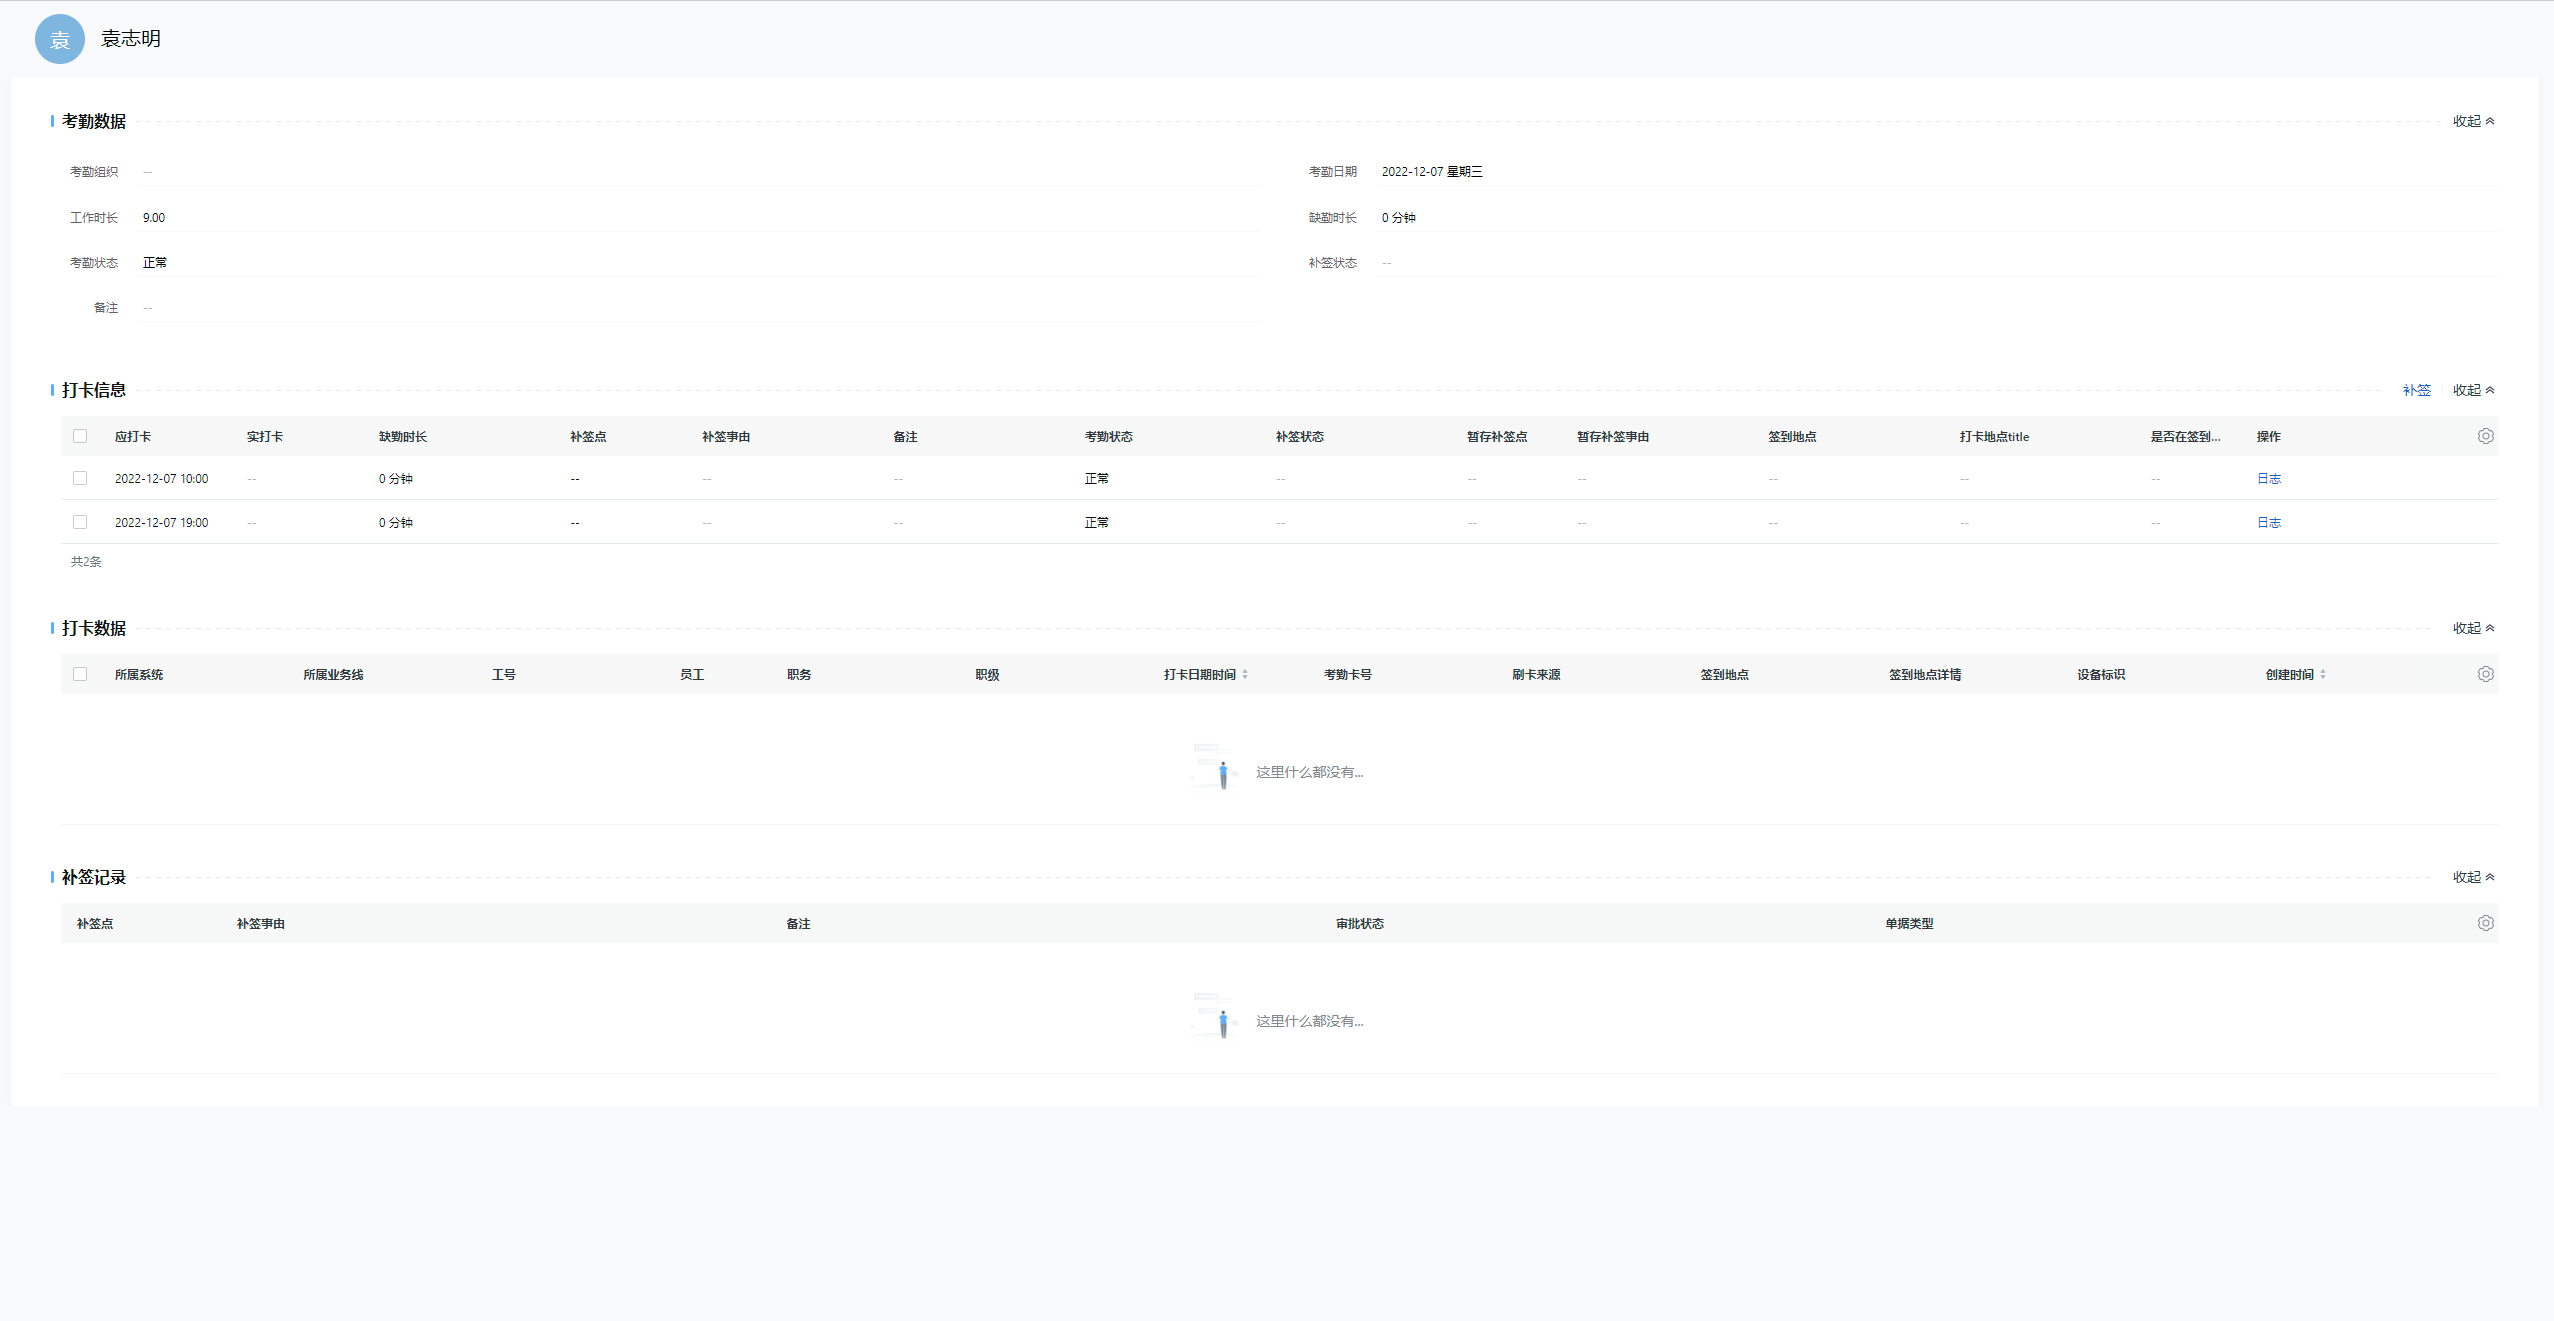 袁 袁志明
考勤数据 收起
考勤组织 -- 考勤日期 2022-12-07 星期三
工作时长 9.00 缺勤时长 0 分钟
考勤状态 正常 补签状态 --
备注 --
打卡信息 补签 收起
应打卡 实打卡 缺勤时长 补签点 补签事由 备注 考勤状态 补签状态 暂存补签点 暂存补签事由 签到地点 打卡地点title 是否在签到... 操作
2022-12-07 10:00 -- 0 分钟 -- -- -- 正常 -- -- -- -- -- -- 日志
2022-12-07 19:00 -- 0 分钟 -- -- -- 正常 -- -- -- -- -- -- 日志
共2条
打卡数据 收起
所属系统 所属业务线 工号 员工 职务 职级 打卡日期时间 考勤卡号 刷卡来源 签到地点 签到地点详情 设备标识 创建时间
这里什么都没有...
补签记录 收起
补签点 补签事由 备注 审批状态 单据类型
这里什么都没有...